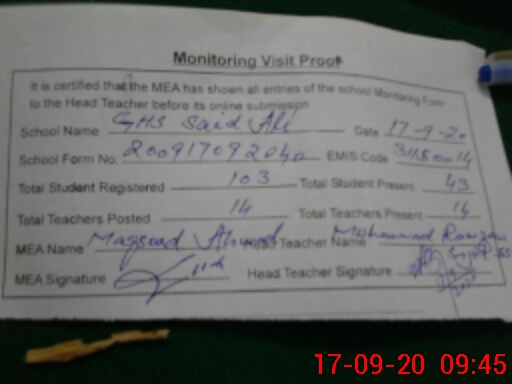 Monitoring Visit Proof
It is certified that the MEA has shown all entries of the school Monitoring Form
to the Head Teacher before its online submission
School Name GHS Said Ali Date 17-9-20
School Form No: 200917092040 EMIS Code 31150014
Total Student Registered 103 Total Student Present 43
Total Teachers Posted 14 Total Teachers Present 14
MEA Name Maqsood Ahmed Head Teacher Name Muhammad Ramzan
MEA Signature Head Teacher Signature
17-09-20 09:45